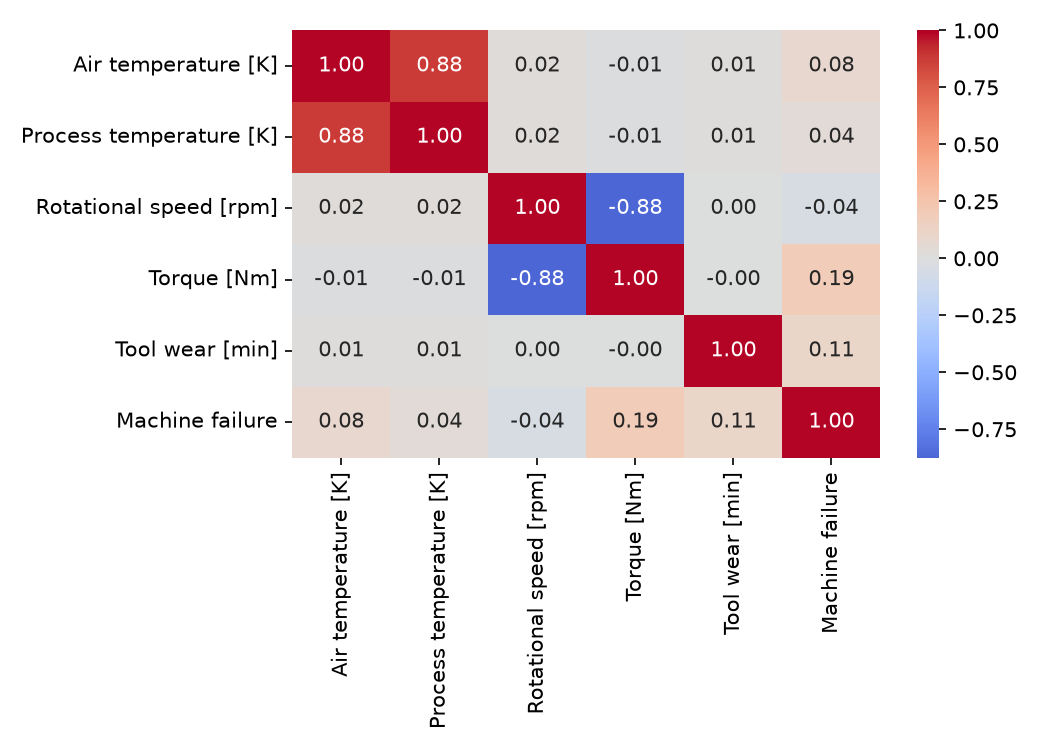 Air temperature [K] 1.00 0.88 0.02 -0.01 0.01 0.08
Process temperature [K] 0.88 1.00 0.02 -0.01 0.01 0.04
Rotational speed [rpm] 0.02 0.02 1.00 -0.88 0.00 -0.04
Torque [Nm] -0.01 -0.01 -0.88 1.00 -0.00 0.19
Tool wear [min] 0.01 0.01 0.00 -0.00 1.00 0.11
Machine failure 0.08 0.04 -0.04 0.19 0.11 1.00
Air temperature [K]
Process temperature [K]
Rotational speed [rpm]
Torque [Nm]
Tool wear [min]
Machine failure
1.00
0.75
0.50
0.25
0.00
−0.25
−0.50
−0.75